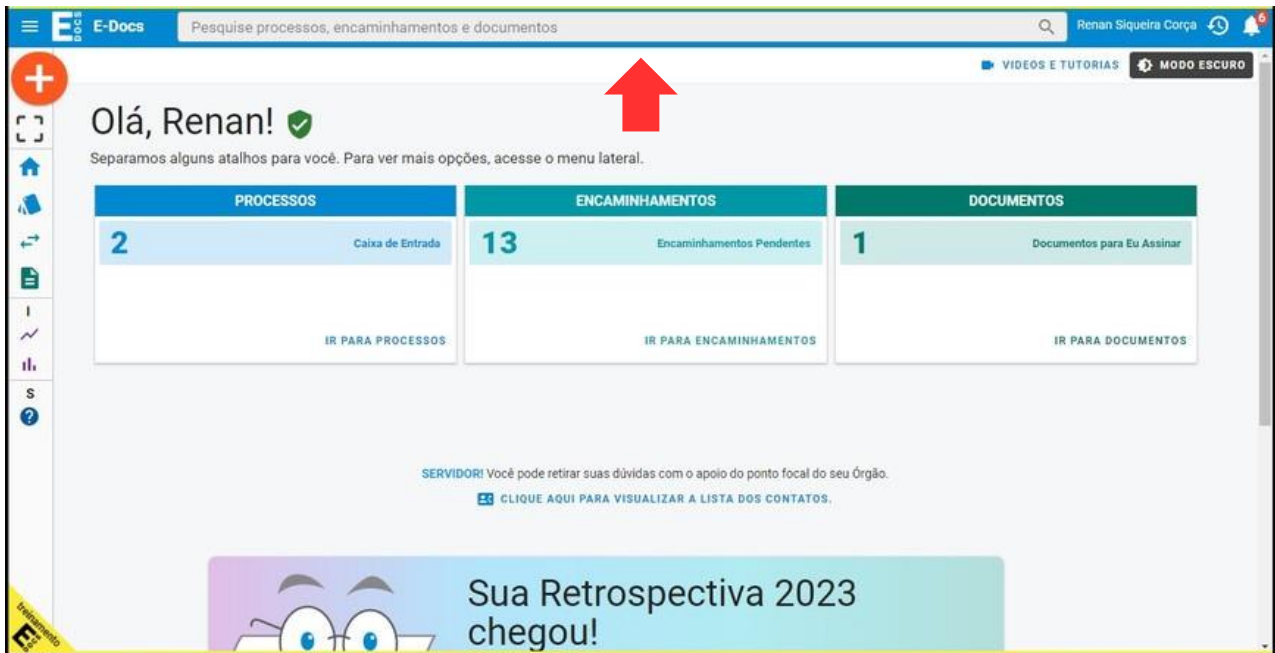 E DOCS E-Docs Pesquise processos, encaminhamentos e documentos Renan Siqueira Corça 6
VIDEOS E TUTORIAS MODO ESCURO
Olá, Renan!
Separamos alguns atalhos para você. Para ver mais opções, acesse o menu lateral.
PROCESSOS ENCAMINHAMENTOS DOCUMENTOS
2 Caixa de Entrada 13 Encaminhamentos Pendentes 1 Documentos para Eu Assinar
I
IR PARA PROCESSOS IR PARA ENCAMINHAMENTOS IR PARA DOCUMENTOS
S
SERVIDOR! Você pode retirar suas dúvidas com o apoio do ponto focal do seu Órgão.
CLIQUE AQUI PARA VISUALIZAR A LISTA DOS CONTATOS.
Sua Retrospectiva 2023
chegou!
treinamento
E DOCS